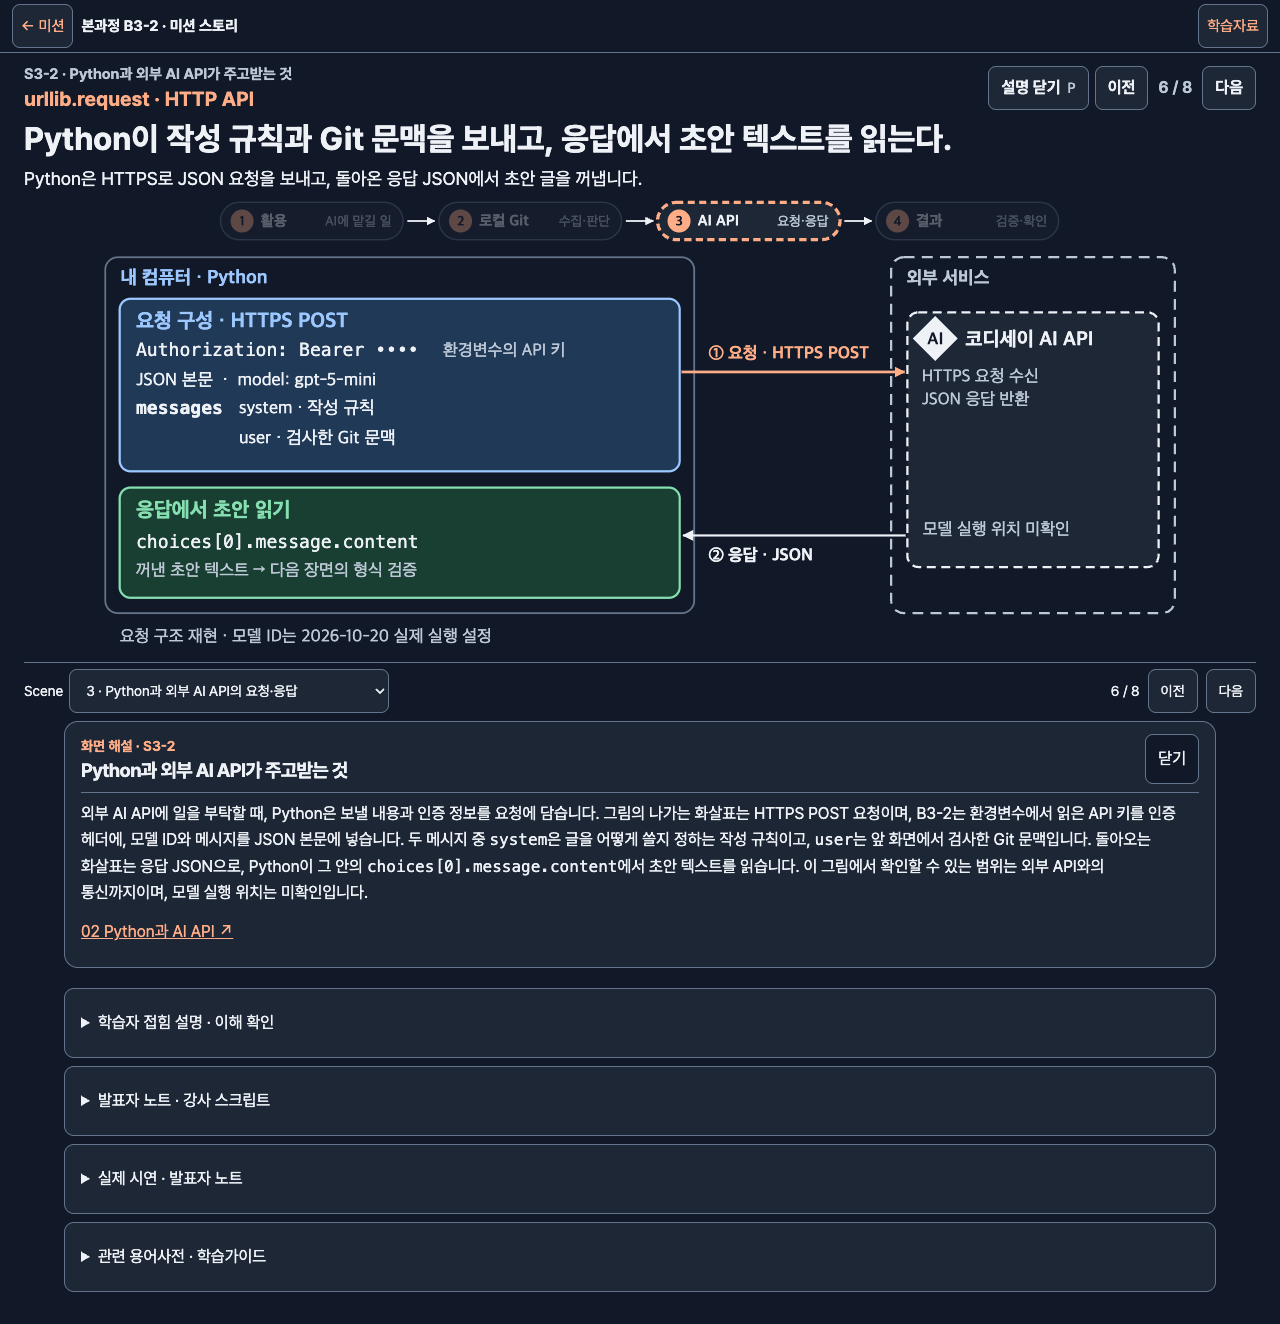 ← 미션
본과정 B3-2 · 미션 스토리
학습자료
S3-2 · Python과 외부 AI API가 주고받는 것
urllib.request · HTTP API
설명 닫기 P
이전
6 / 8
다음
Python이 작성 규칙과 Git 문맥을 보내고, 응답에서 초안 텍스트를 읽는다.
Python은 HTTPS로 JSON 요청을 보내고, 돌아온 응답 JSON에서 초안 글을 꺼냅니다.
1 활용 AI에 맡길 일
2 로컬 Git 수집·판단
3 AI API 요청·응답
4 결과 검증·확인
내 컴퓨터 · Python
요청 구성 · HTTPS POST
Authorization: Bearer •••• 환경변수의 API 키
JSON 본문 · model: gpt-5-mini
messages system · 작성 규칙
user · 검사한 Git 문맥
① 요청 · HTTPS POST
외부 서비스
AI 코디세이 AI API
HTTPS 요청 수신
JSON 응답 반환
모델 실행 위치 미확인
응답에서 초안 읽기
choices[0].message.content
꺼낸 초안 텍스트 → 다음 장면의 형식 검증
② 응답 · JSON
요청 구조 재현 · 모델 ID는 2026-10-20 실제 실행 설정
Scene
3 · Python과 외부 AI API의 요청·응답
6 / 8
이전
다음
화면 해설 · S3-2
Python과 외부 AI API가 주고받는 것
닫기
외부 AI API에 일을 부탁할 때, Python은 보낼 내용과 인증 정보를 요청에 담습니다. 그림의 나가는 화살표는 HTTPS POST 요청이며, B3-2는 환경변수에서 읽은 API 키를 인증
헤더에, 모델 ID와 메시지를 JSON 본문에 넣습니다. 두 메시지 중 system은 글을 어떻게 쓸지 정하는 작성 규칙이고, user는 앞 화면에서 검사한 Git 문맥입니다. 돌아오는
화살표는 응답 JSON으로, Python이 그 안의 choices[0].message.content에서 초안 텍스트를 읽습니다. 이 그림에서 확인할 수 있는 범위는 외부 API와의
통신까지이며, 모델 실행 위치는 미확인입니다.
02 Python과 AI API ↗
▶ 학습자 접힘 설명 · 이해 확인
▶ 발표자 노트 · 강사 스크립트
▶ 실제 시연 · 발표자 노트
▶ 관련 용어사전 · 학습가이드